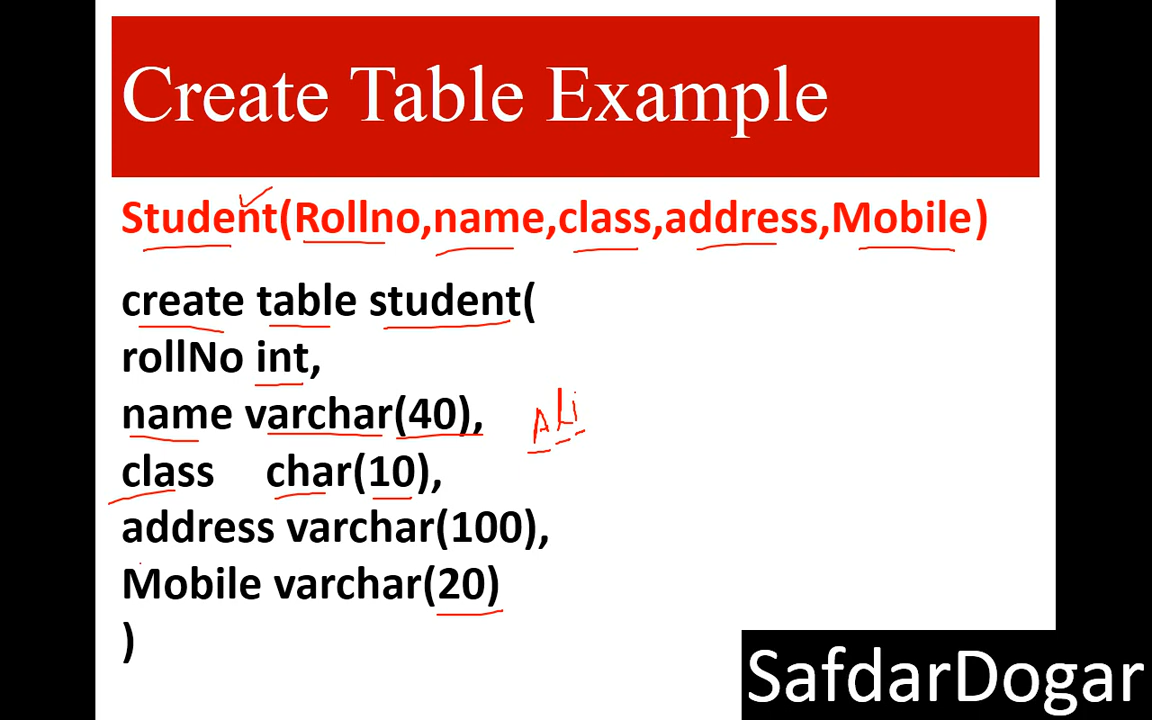 Create Table Example
Student(Rollno,name,class,address,Mobile)
create table student(
rollNo int,
name varchar(40),
Ali
class char(10),
address varchar(100),
Mobile varchar(20)
)
SafdarDogar